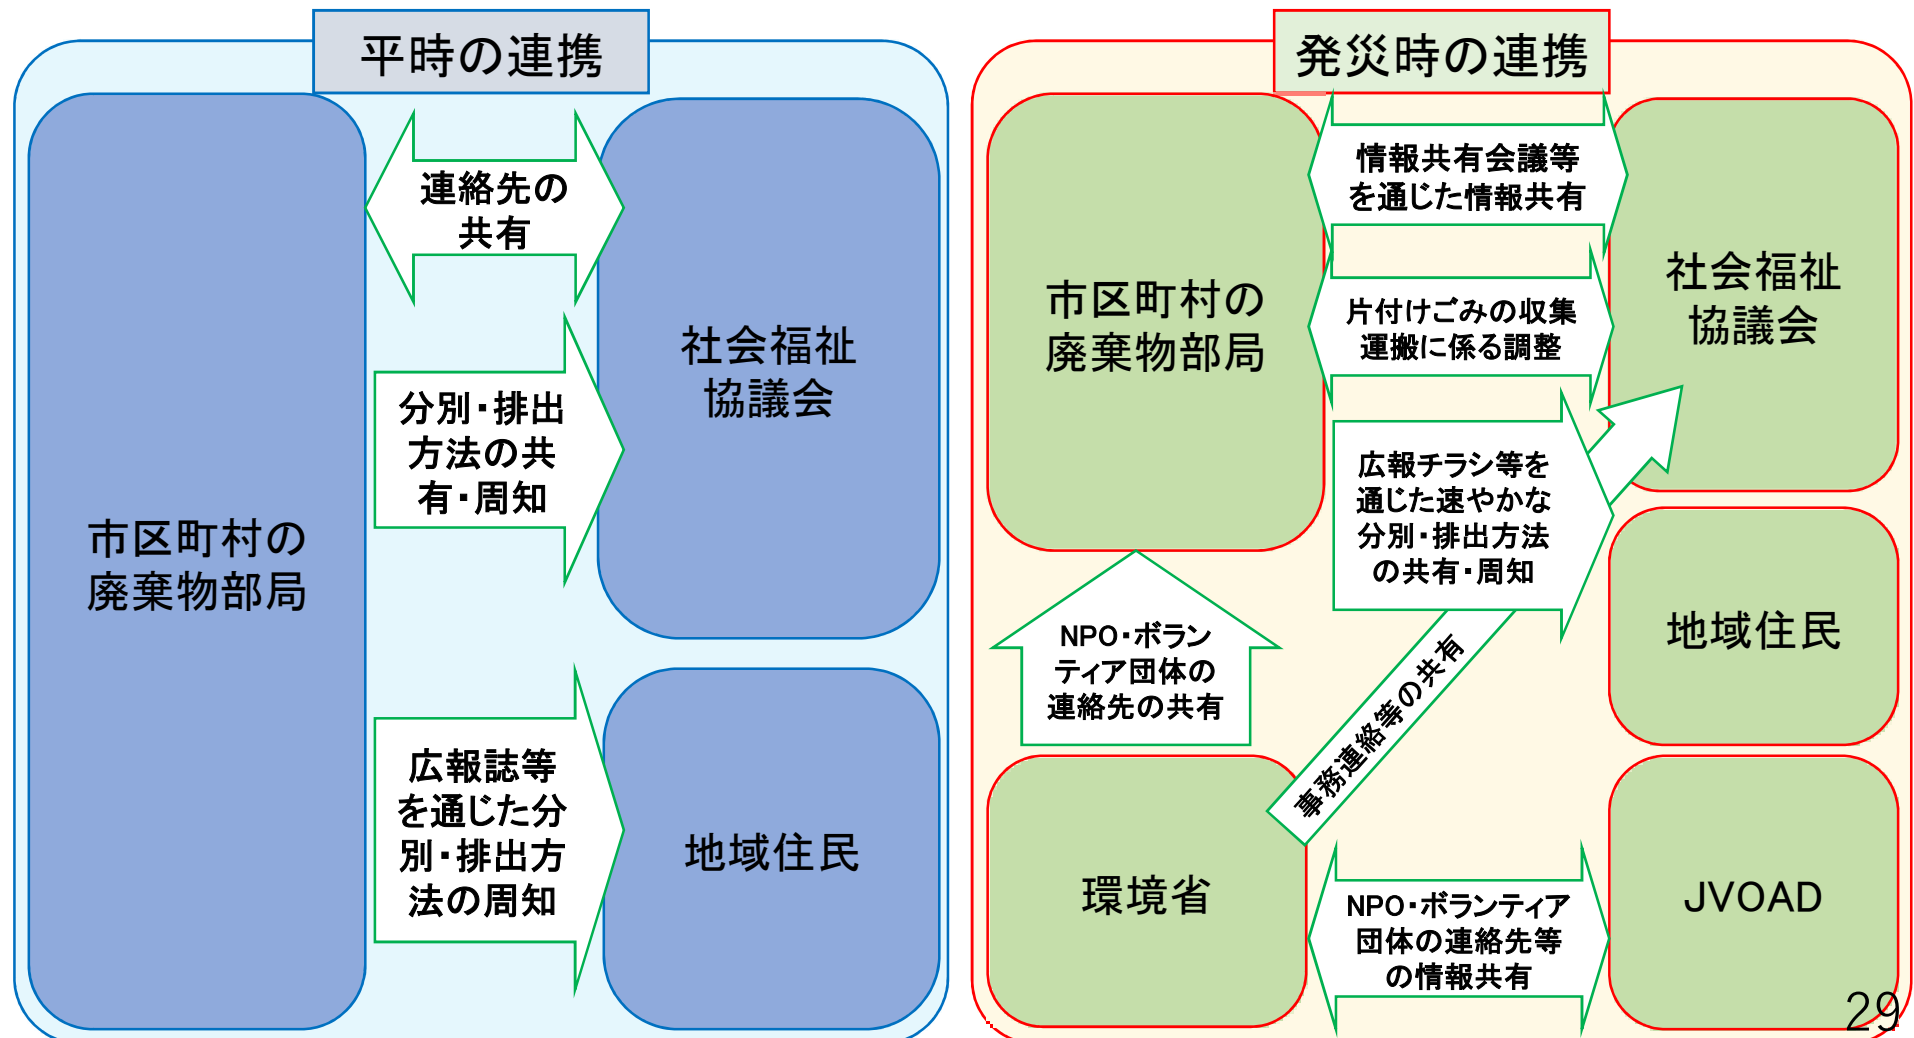 平時の連携
市区町村の
廃棄物部局
連絡先の
共有
分別・排出
方法の共
有・周知
社会福祉
協議会
広報誌等
を通じた分
別・排出方
法の周知
地域住民
発災時の連携
市区町村の
廃棄物部局
情報共有会議等
を通じた情報共有
片付けごみの収集
運搬に係る調整
社会福祉
協議会
広報チラシ等を
通じた速やかな
分別・排出方法
の共有・周知
地域住民
NPO・ボラン
ティア団体の
連絡先の共有
事務連絡等の共有
環境省
NPO・ボランティア
団体の連絡先等
の情報共有
JVOAD
29